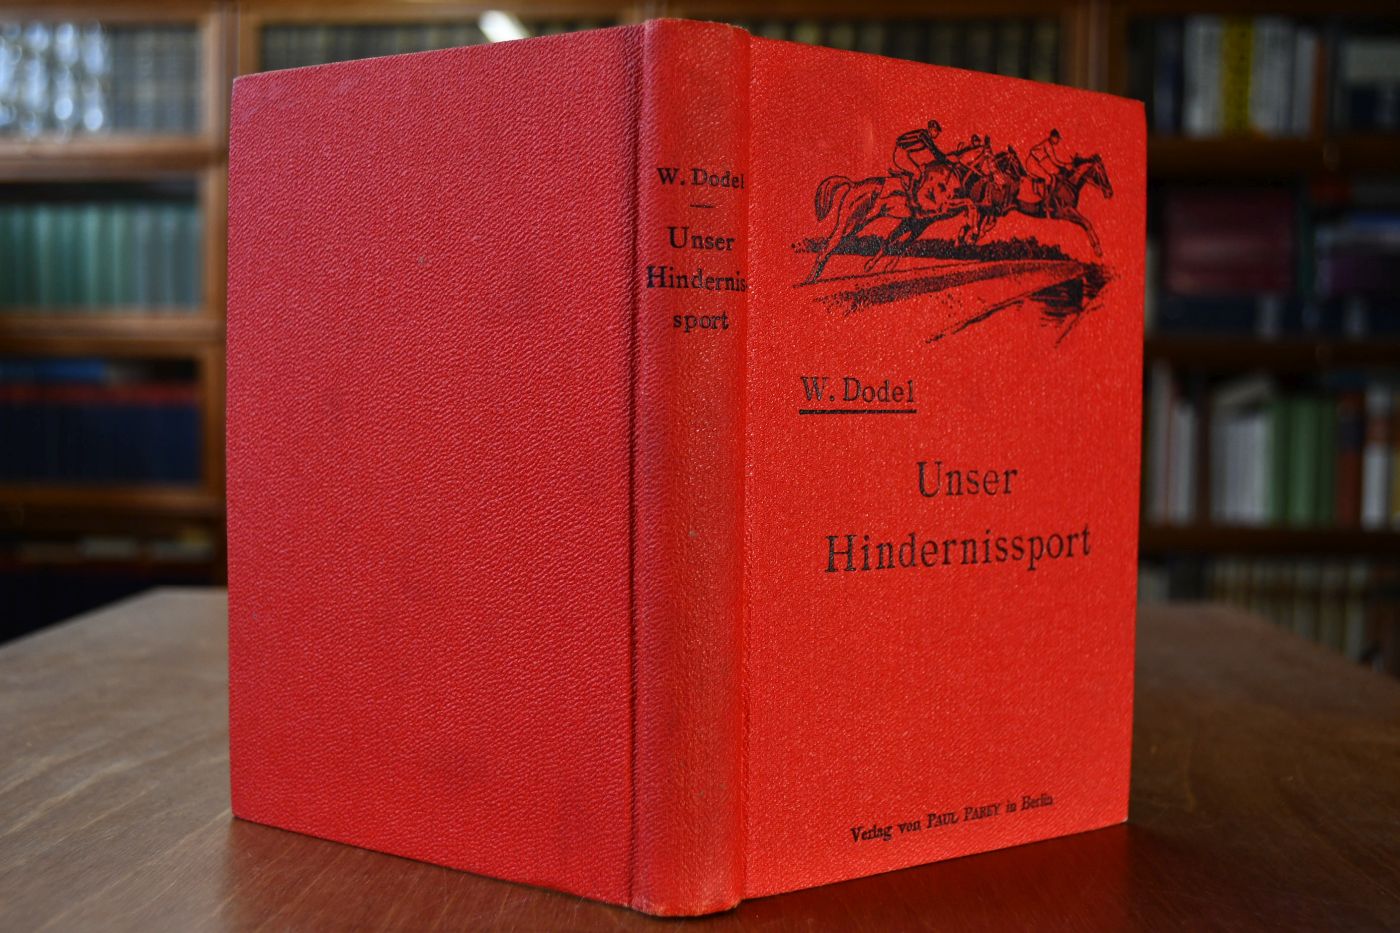 W. Dodel
Unser
Hindernis-
sport
W. Dodel
Unser
Hindernissport
Verlag von PAUL PAREY in Berlin